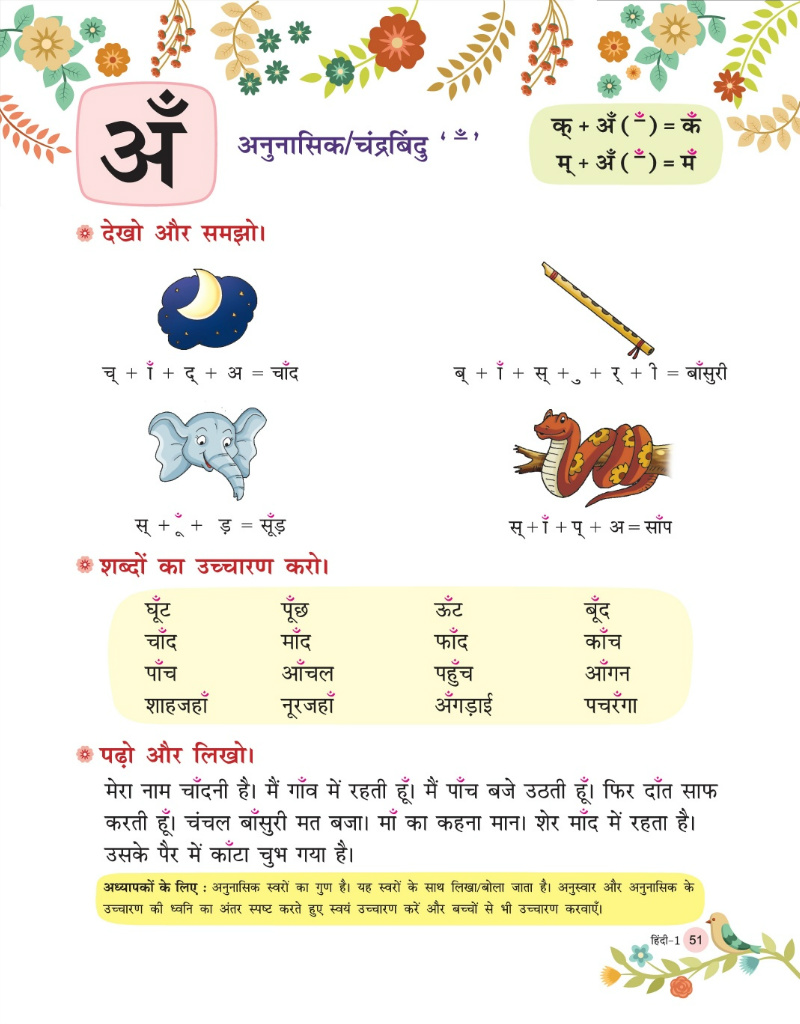 अँ
अनुनासिक/चंद्रबिंदु ‘ ँ ’
क् + अँ ( ँ ) = कँ
म् + अँ ( ँ ) = मँ
देखो और समझो।
च् + ाँ + द् + अ = चाँद
ब् + ाँ + स् + ु + र् + ी = बाँसुरी
स् + ूँ + ड़ = सूँड़
स् + ाँ + प् + अ = साँप
शब्दों का उच्चारण करो।
घूँट पूँछ ऊँट बूँद
चाँद माँद फाँद काँच
पाँच आँचल पहुँच आँगन
शाहजहाँ नूरजहाँ अँगड़ाई पचरँगा
पढ़ो और लिखो।
मेरा नाम चाँदनी है। मैं गाँव में रहती हूँ। मैं पाँच बजे उठती हूँ। फिर दाँत साफ
करती हूँ। चंचल बाँसुरी मत बजा। माँ का कहना मान। शेर माँद में रहता है।
उसके पैर में काँटा चुभ गया है।
अध्यापकों के लिए : अनुनासिक स्वरों का गुण है। यह स्वरों के साथ लिखा/बोला जाता है। अनुस्वार और अनुनासिक के
उच्चारण की ध्वनि का अंतर स्पष्ट करते हुए स्वयं उच्चारण करें और बच्चों से भी उच्चारण करवाएँ।
हिंदी-1 51